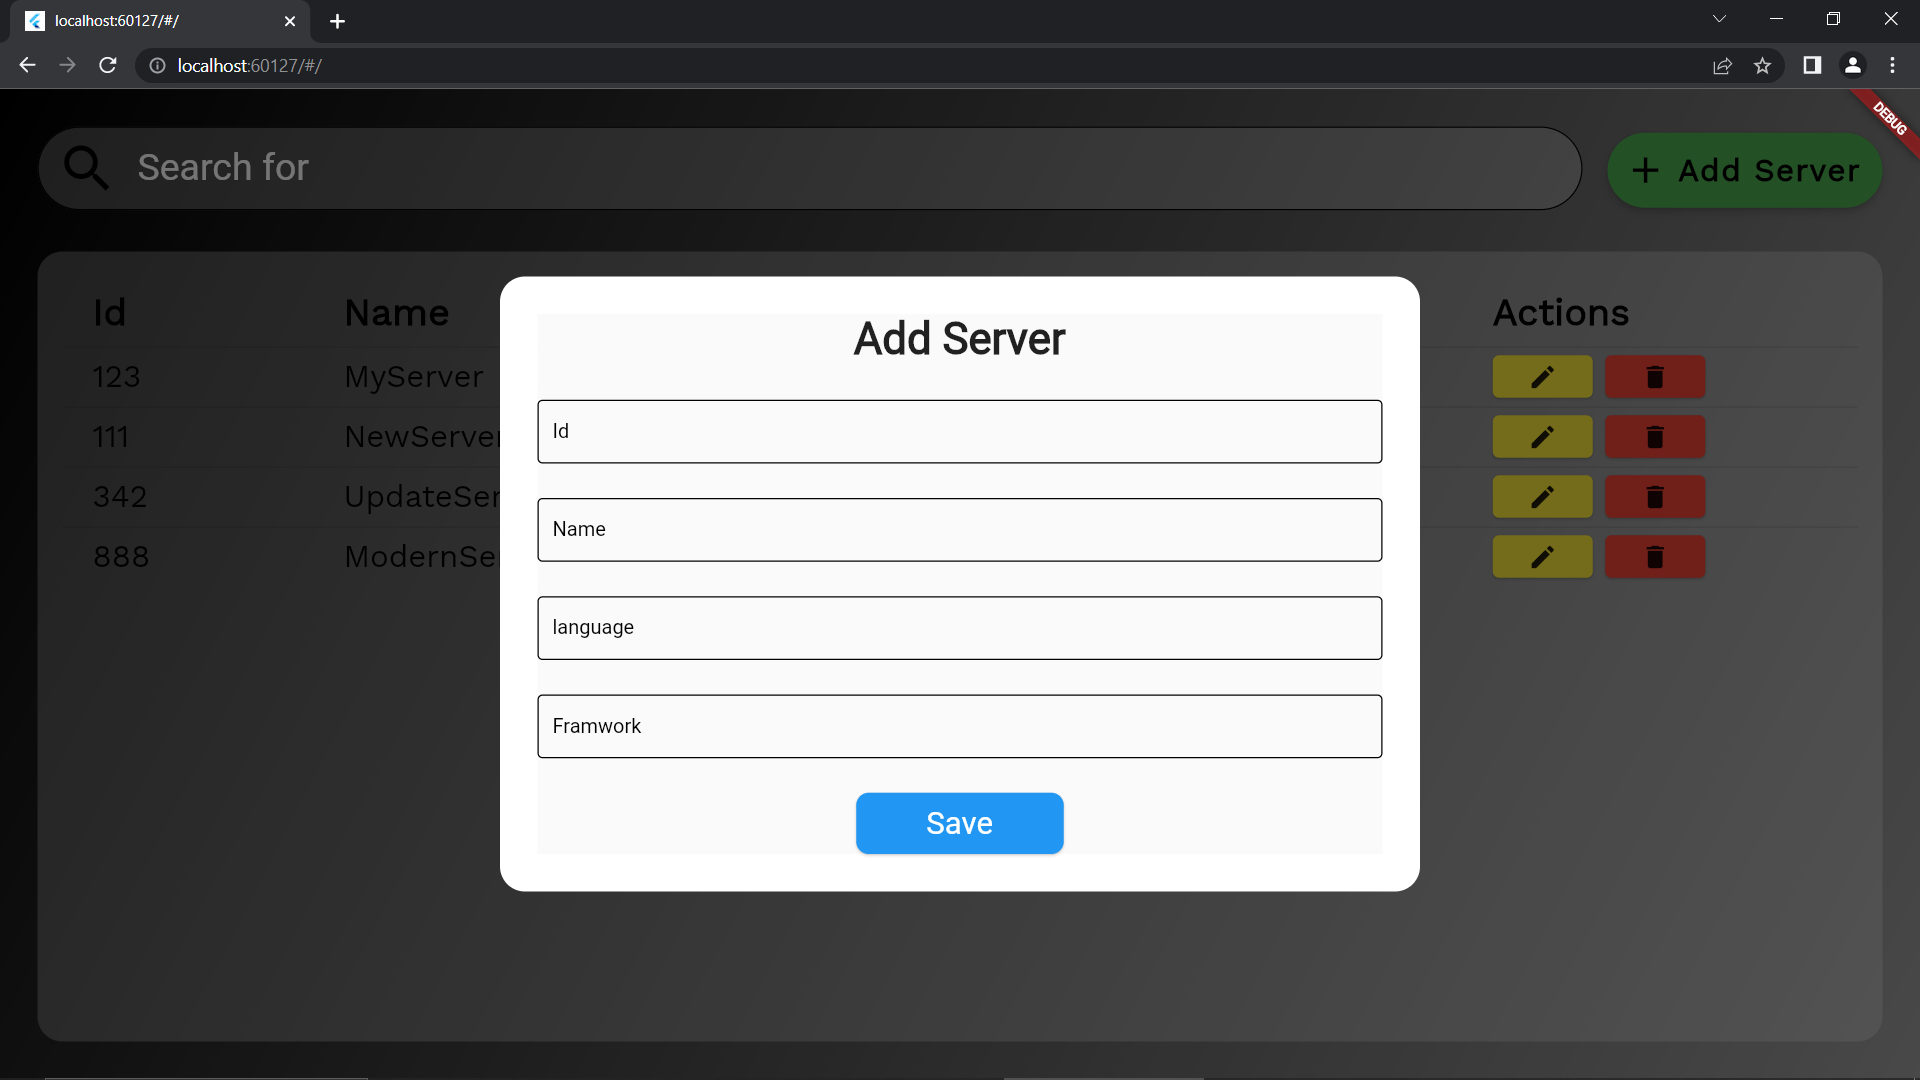 localhost:60127/#/
localhost:60127/#/
DEBUG
Search for
Add Server
Id Name Actions
123 MyServer
111 NewServer
342 UpdateSer
888 ModernSe
Add Server
Id
Name
language
Framwork
Save